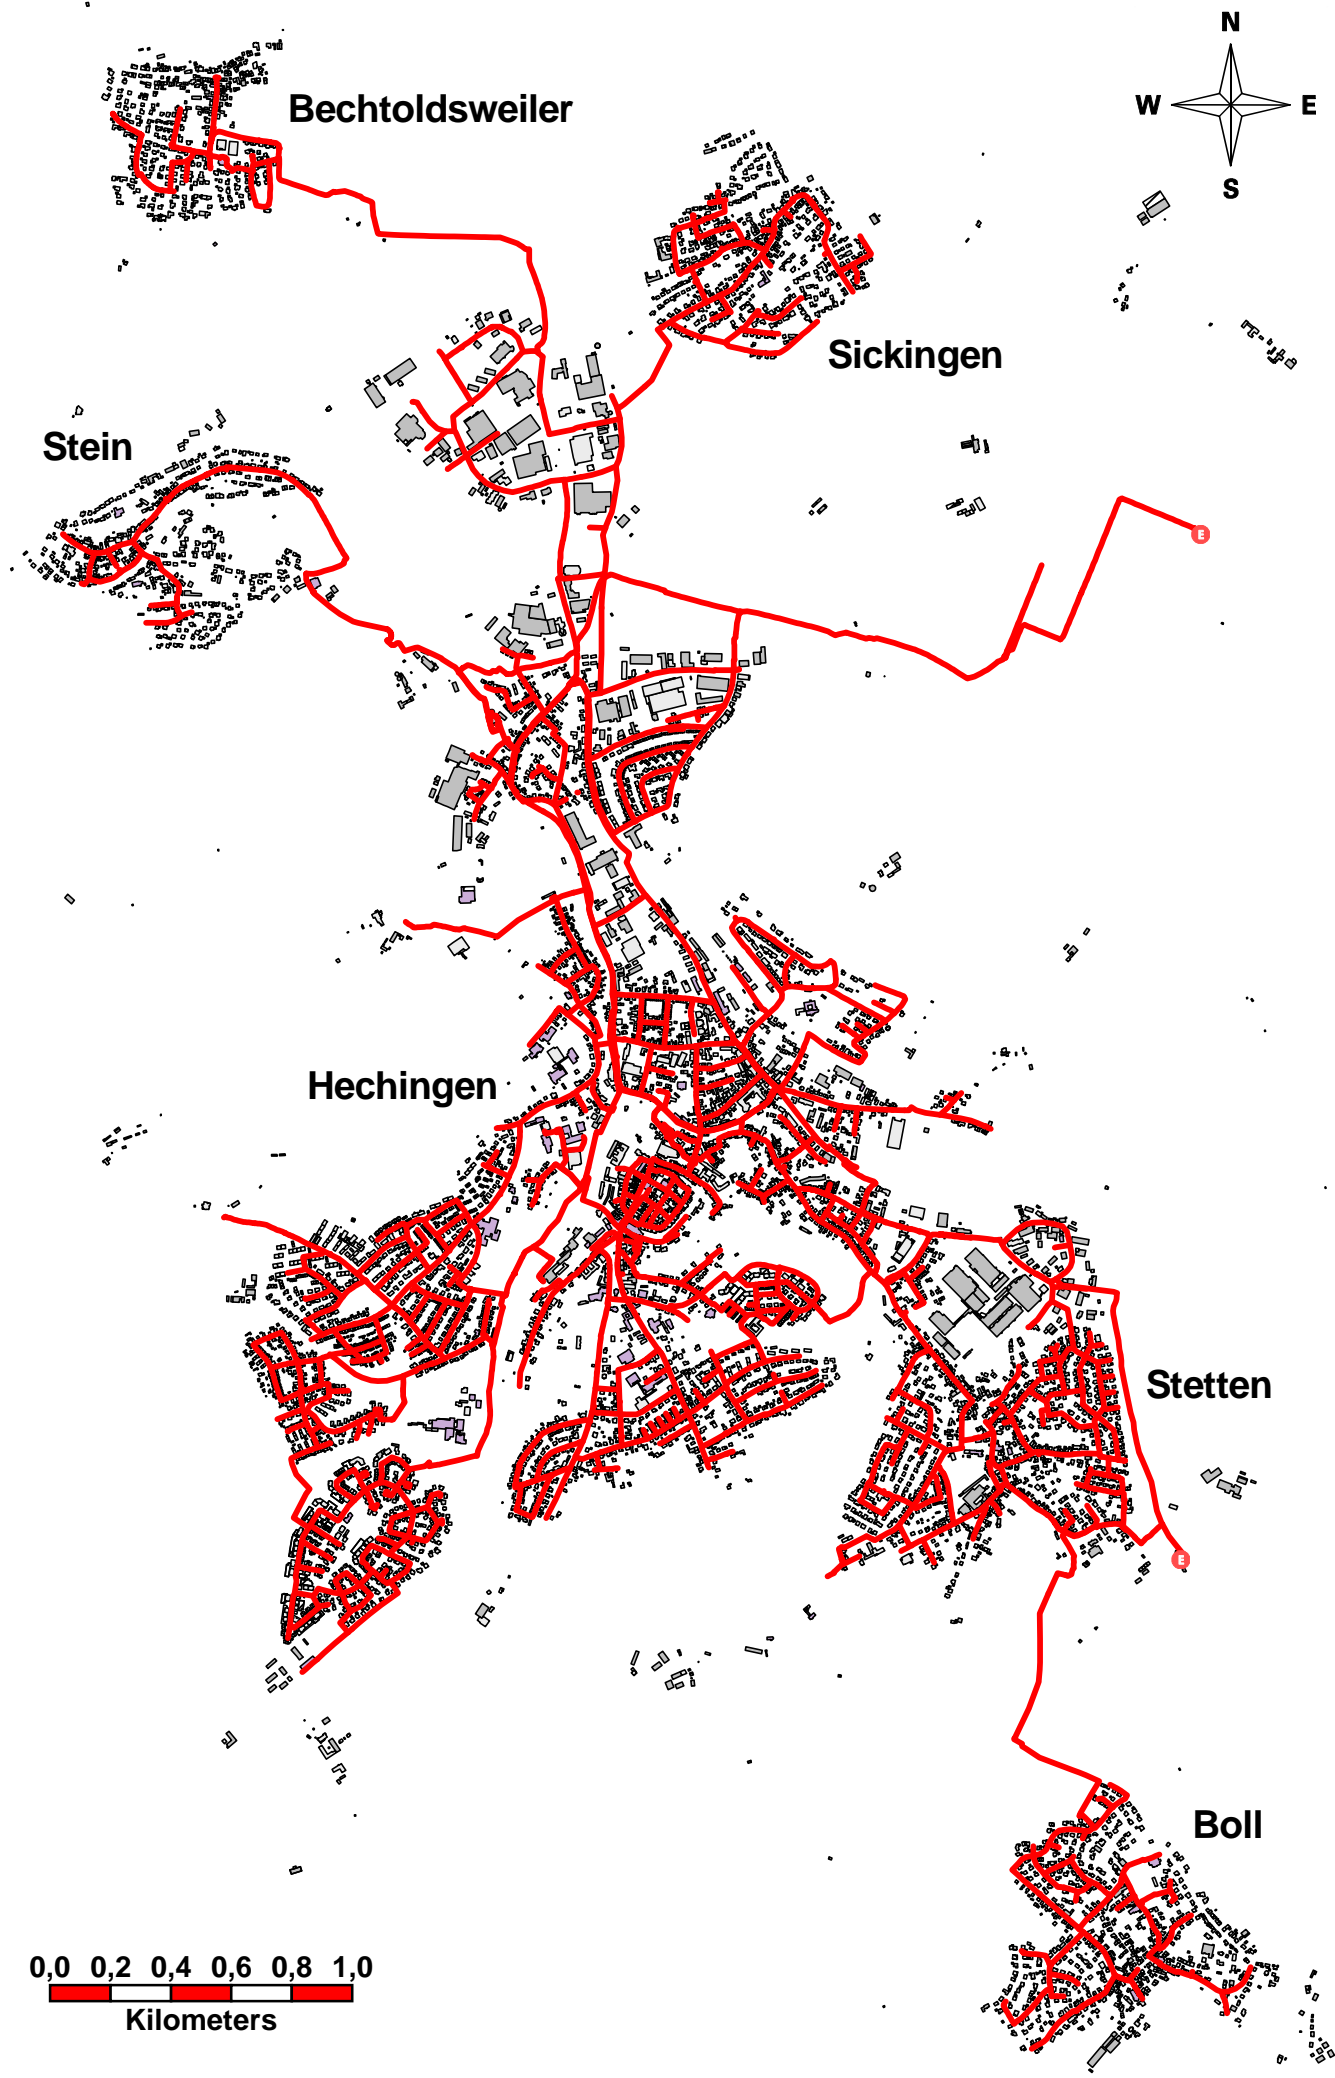 N
Bechtoldsweiler
W E
S
Sickingen
Stein
E
Hechingen
Stetten
E
Boll
0,0 0,2 0,4 0,6 0,8 1,0
Kilometers